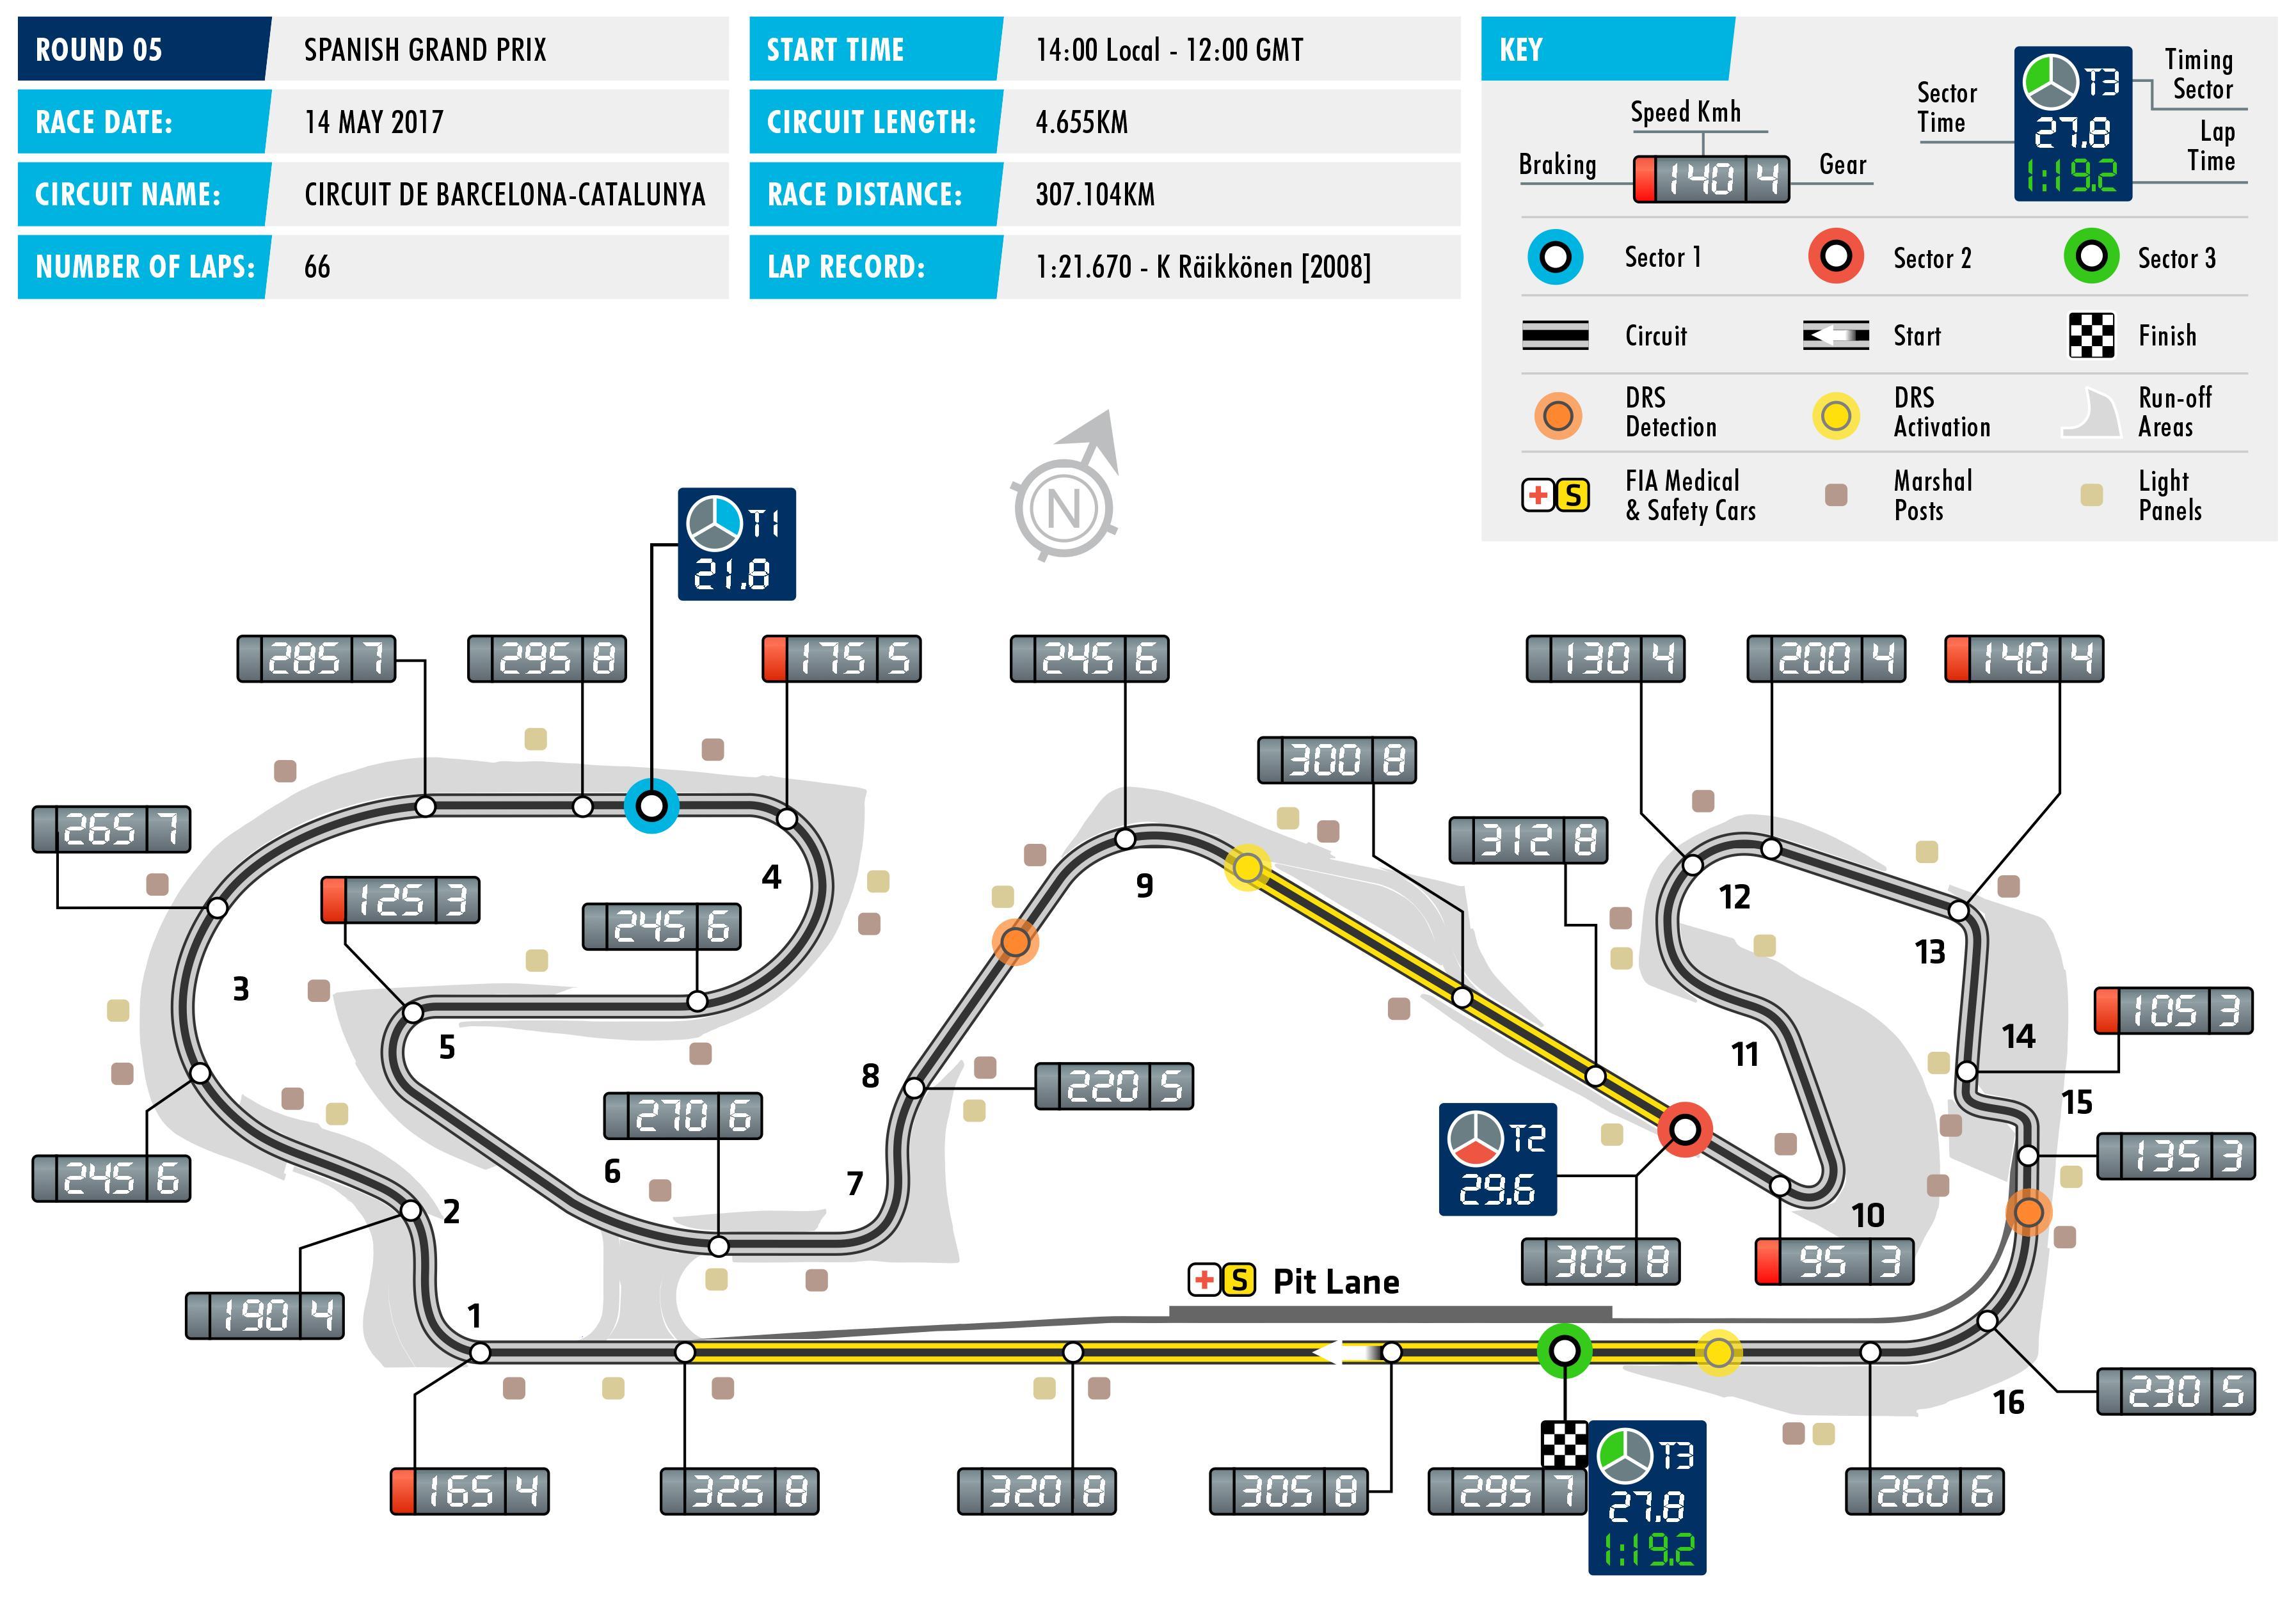 ROUND 05
SPANISH GRAND PRIX
RACE DATE:
14 MAY 2017
CIRCUIT NAME:
CIRCUIT DE BARCELONA-CATALUNYA
NUMBER OF LAPS:
66
START TIME
14:00 Local - 12:00 GMT
CIRCUIT LENGTH:
4.655KM
RACE DISTANCE:
307.104KM
LAP RECORD:
1:21.670 - K Räikkönen [2008]
KEY
Speed Kmh
Braking
140 4
Gear
Sector
Time
T3
27.8
1:19.2
Timing
Sector
Lap
Time
Sector 1
Sector 2
Sector 3
Circuit
Start
Finish
DRS
Detection
DRS
Activation
Run-off
Areas
+ S
FIA Medical
& Safety Cars
Marshal
Posts
Light
Panels
N
T1
21.8
285 7
295 8
175 5
245 6
130 4
200 4
140 4
300 8
265 7
312 8
125 3
245 6
4
9
12
13
3
5
11
14
105 3
8
220 5
270 6
15
T2
29.6
135 3
245 6
6
7
2
10
305 8
95 3
190 4
1
+ S
Pit Lane
16
230 5
165 4
325 8
320 8
305 8
295 7
T3
27.8
1:19.2
260 6